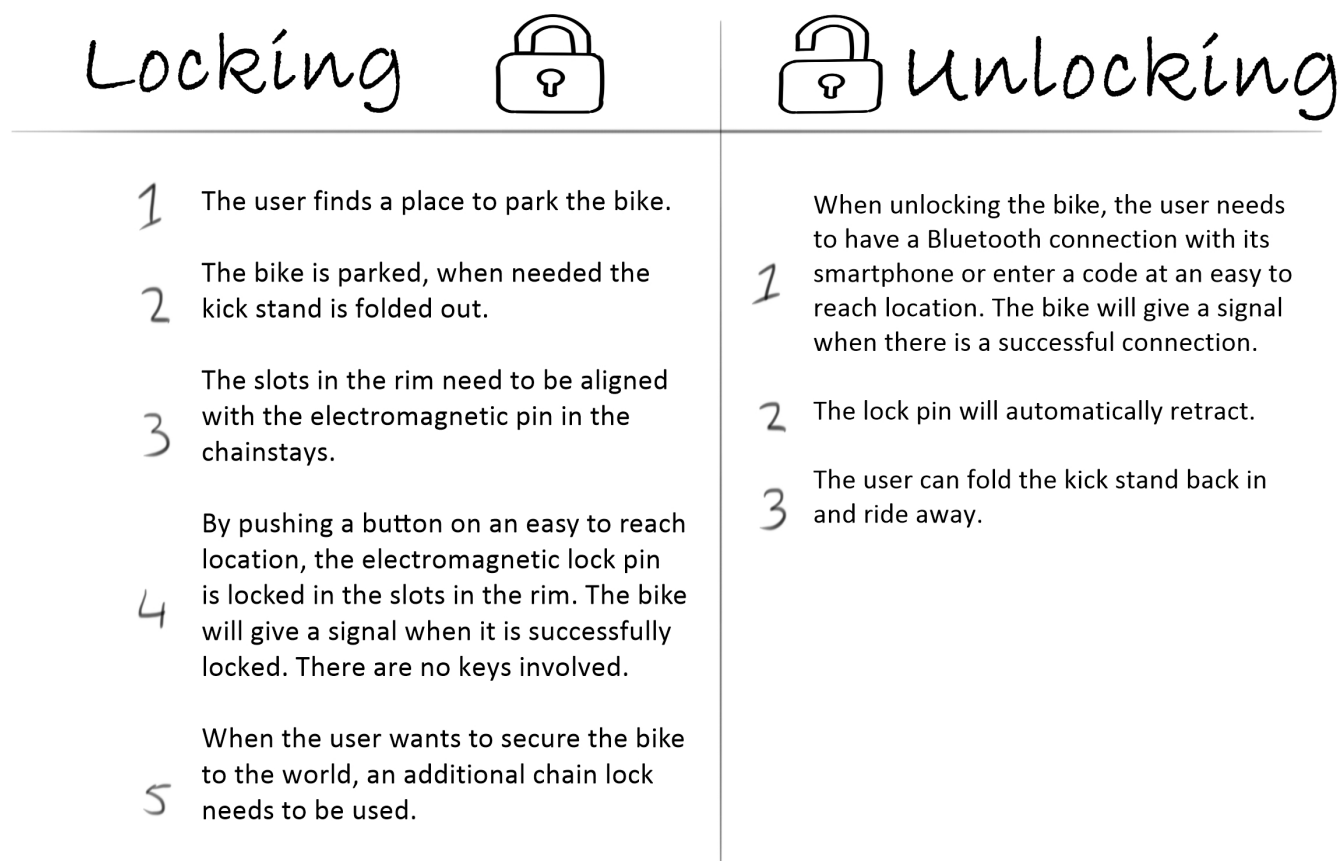 Locking
1
The user finds a place to park the bike.
2
The bike is parked, when needed the
kick stand is folded out.
3
The slots in the rim need to be aligned
with the electromagnetic pin in the
chainstays.
4
By pushing a button on an easy to reach
location, the electromagnetic lock pin
is locked in the slots in the rim. The bike
will give a signal when it is successfully
locked. There are no keys involved.
5
When the user wants to secure the bike
to the world, an additional chain lock
needs to be used.
Unlocking
1
When unlocking the bike, the user needs
to have a Bluetooth connection with its
smartphone or enter a code at an easy to
reach location. The bike will give a signal
when there is a successful connection.
2
The lock pin will automatically retract.
3
The user can fold the kick stand back in
and ride away.